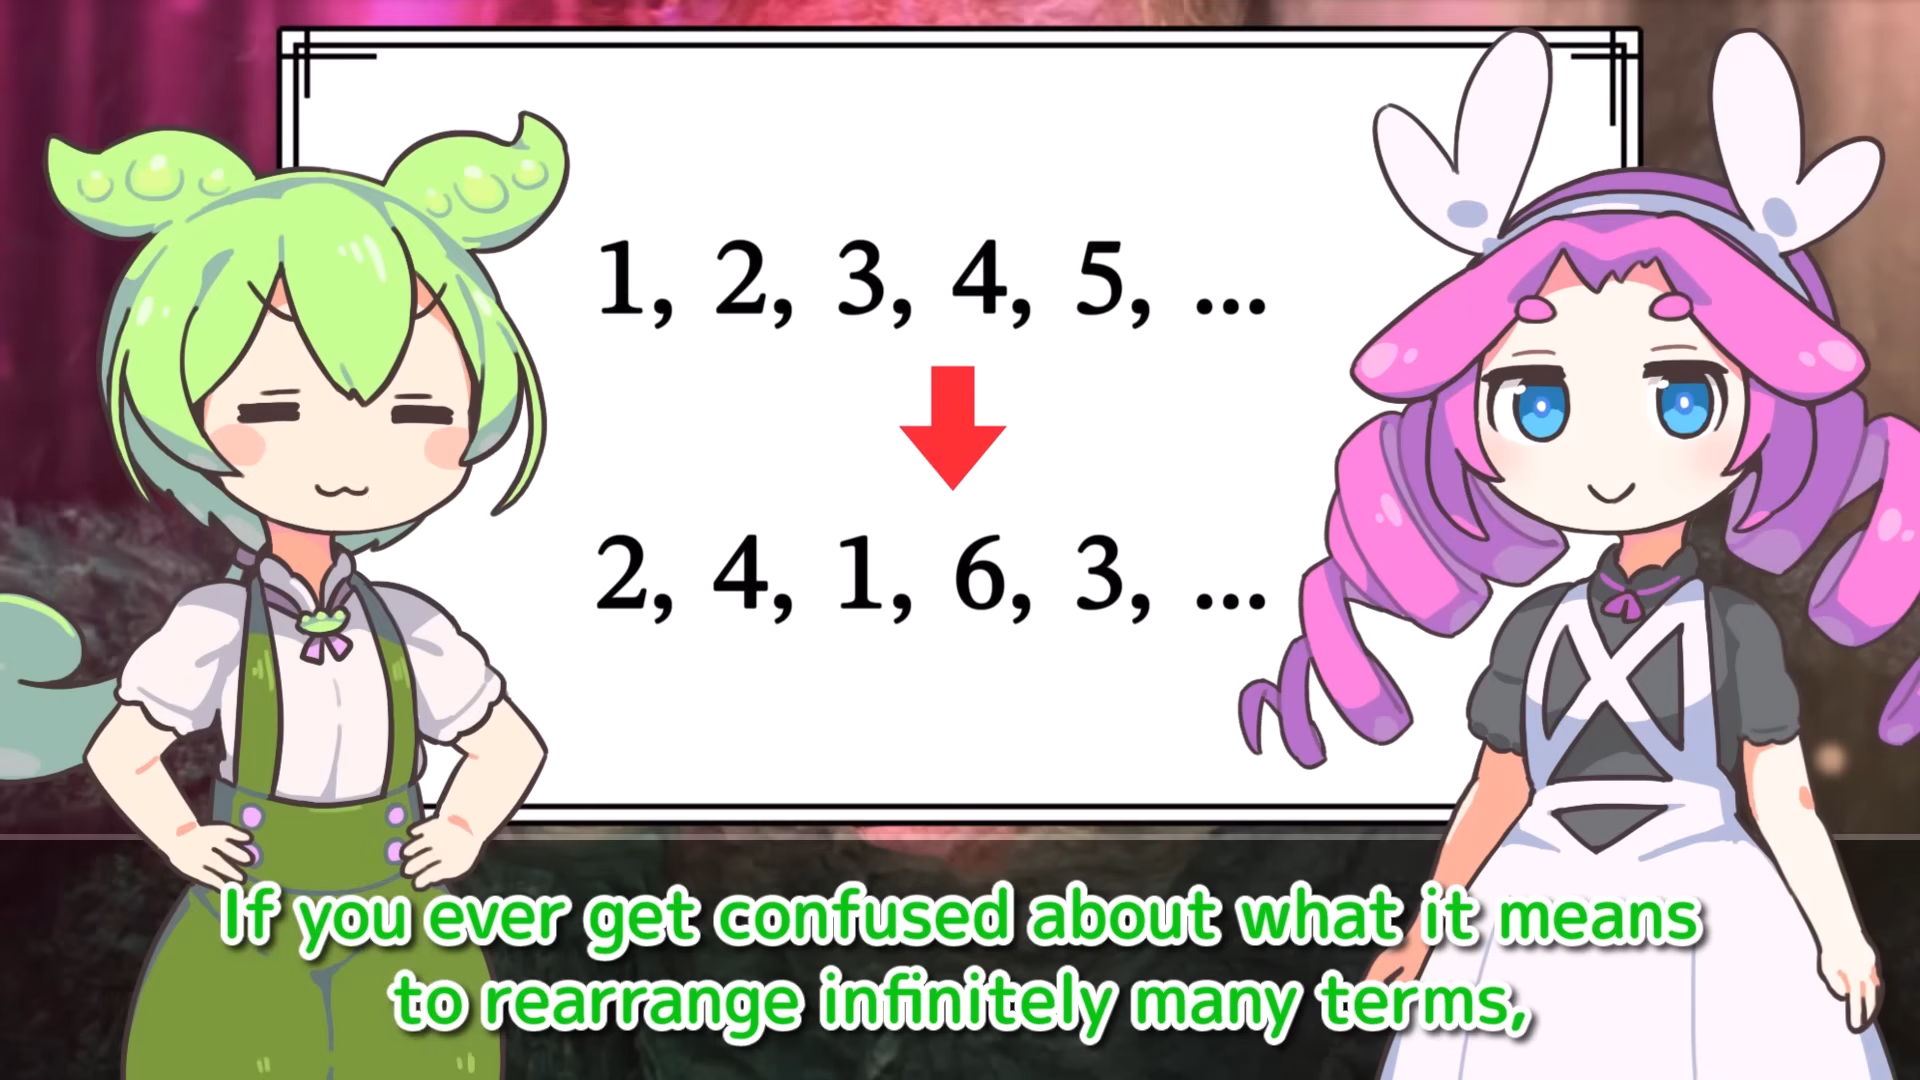 1, 2, 3, 4, 5, ...
2, 4, 1, 6, 3, ...
If you ever get confused about what it means
to rearrange infinitely many terms,